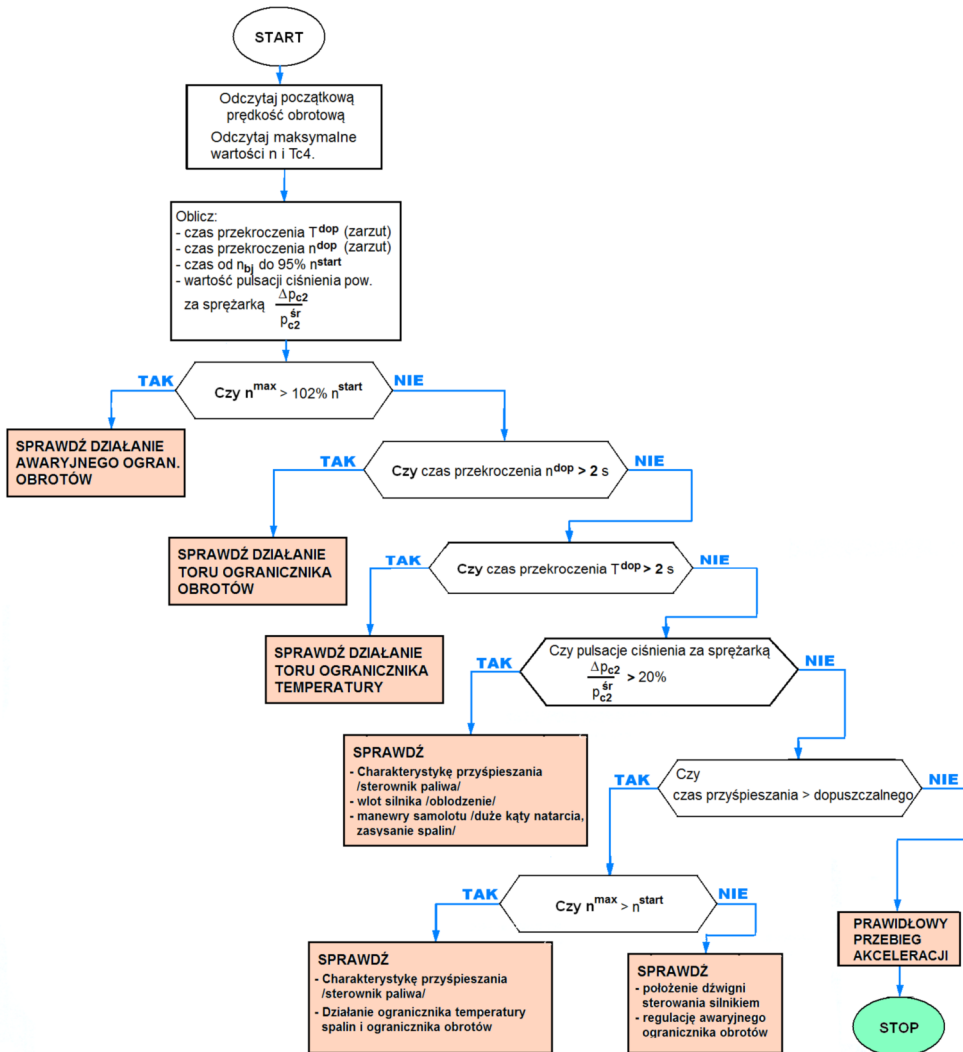 START
Odczytaj początkową
prędkość obrotową
Odczytaj maksymalne
wartości n i Tc4.
Oblicz:
- czas przekroczenia T^dop (zarzut)
- czas przekroczenia n^dop (zarzut)
- czas od n_bj do 95% n^start
- wartość pulsacji ciśnienia pow.
za sprężarką Δp_c2 / p_c2^śr
TAK
Czy n^max > 102% n^start
NIE
SPRAWDŹ DZIAŁANIE
AWARYJNEGO OGRAN.
OBROTÓW
TAK
Czy czas przekroczenia n^dop > 2 s
NIE
SPRAWDŹ DZIAŁANIE
TORU OGRANICZNIKA
OBROTÓW
TAK
Czy czas przekroczenia T^dop > 2 s
NIE
SPRAWDŹ DZIAŁANIE
TORU OGRANICZNIKA
TEMPERATURY
TAK
Czy pulsacje ciśnienia za sprężarką
Δp_c2 / p_c2^śr > 20%
NIE
SPRAWDŹ
- Charakterystykę przyśpieszania
/sterownik paliwa/
- wlot silnika /oblodzenie/
- manewry samolotu /duże kąty natarcia,
zasysanie spalin/
TAK
Czy
czas przyśpieszania > dopuszczalnego
NIE
TAK
Czy n^max > n^start
NIE
SPRAWDŹ
- Charakterystykę przyśpieszania
/sterownik paliwa/
- Działanie ogranicznika temperatury
spalin i ogranicznika obrotów
SPRAWDŹ
- położenie dźwigni
sterowania silnikiem
- regulację awaryjnego
ogranicznika obrotów
PRAWIDŁOWY
PRZEBIEG
AKCELERACJI
STOP